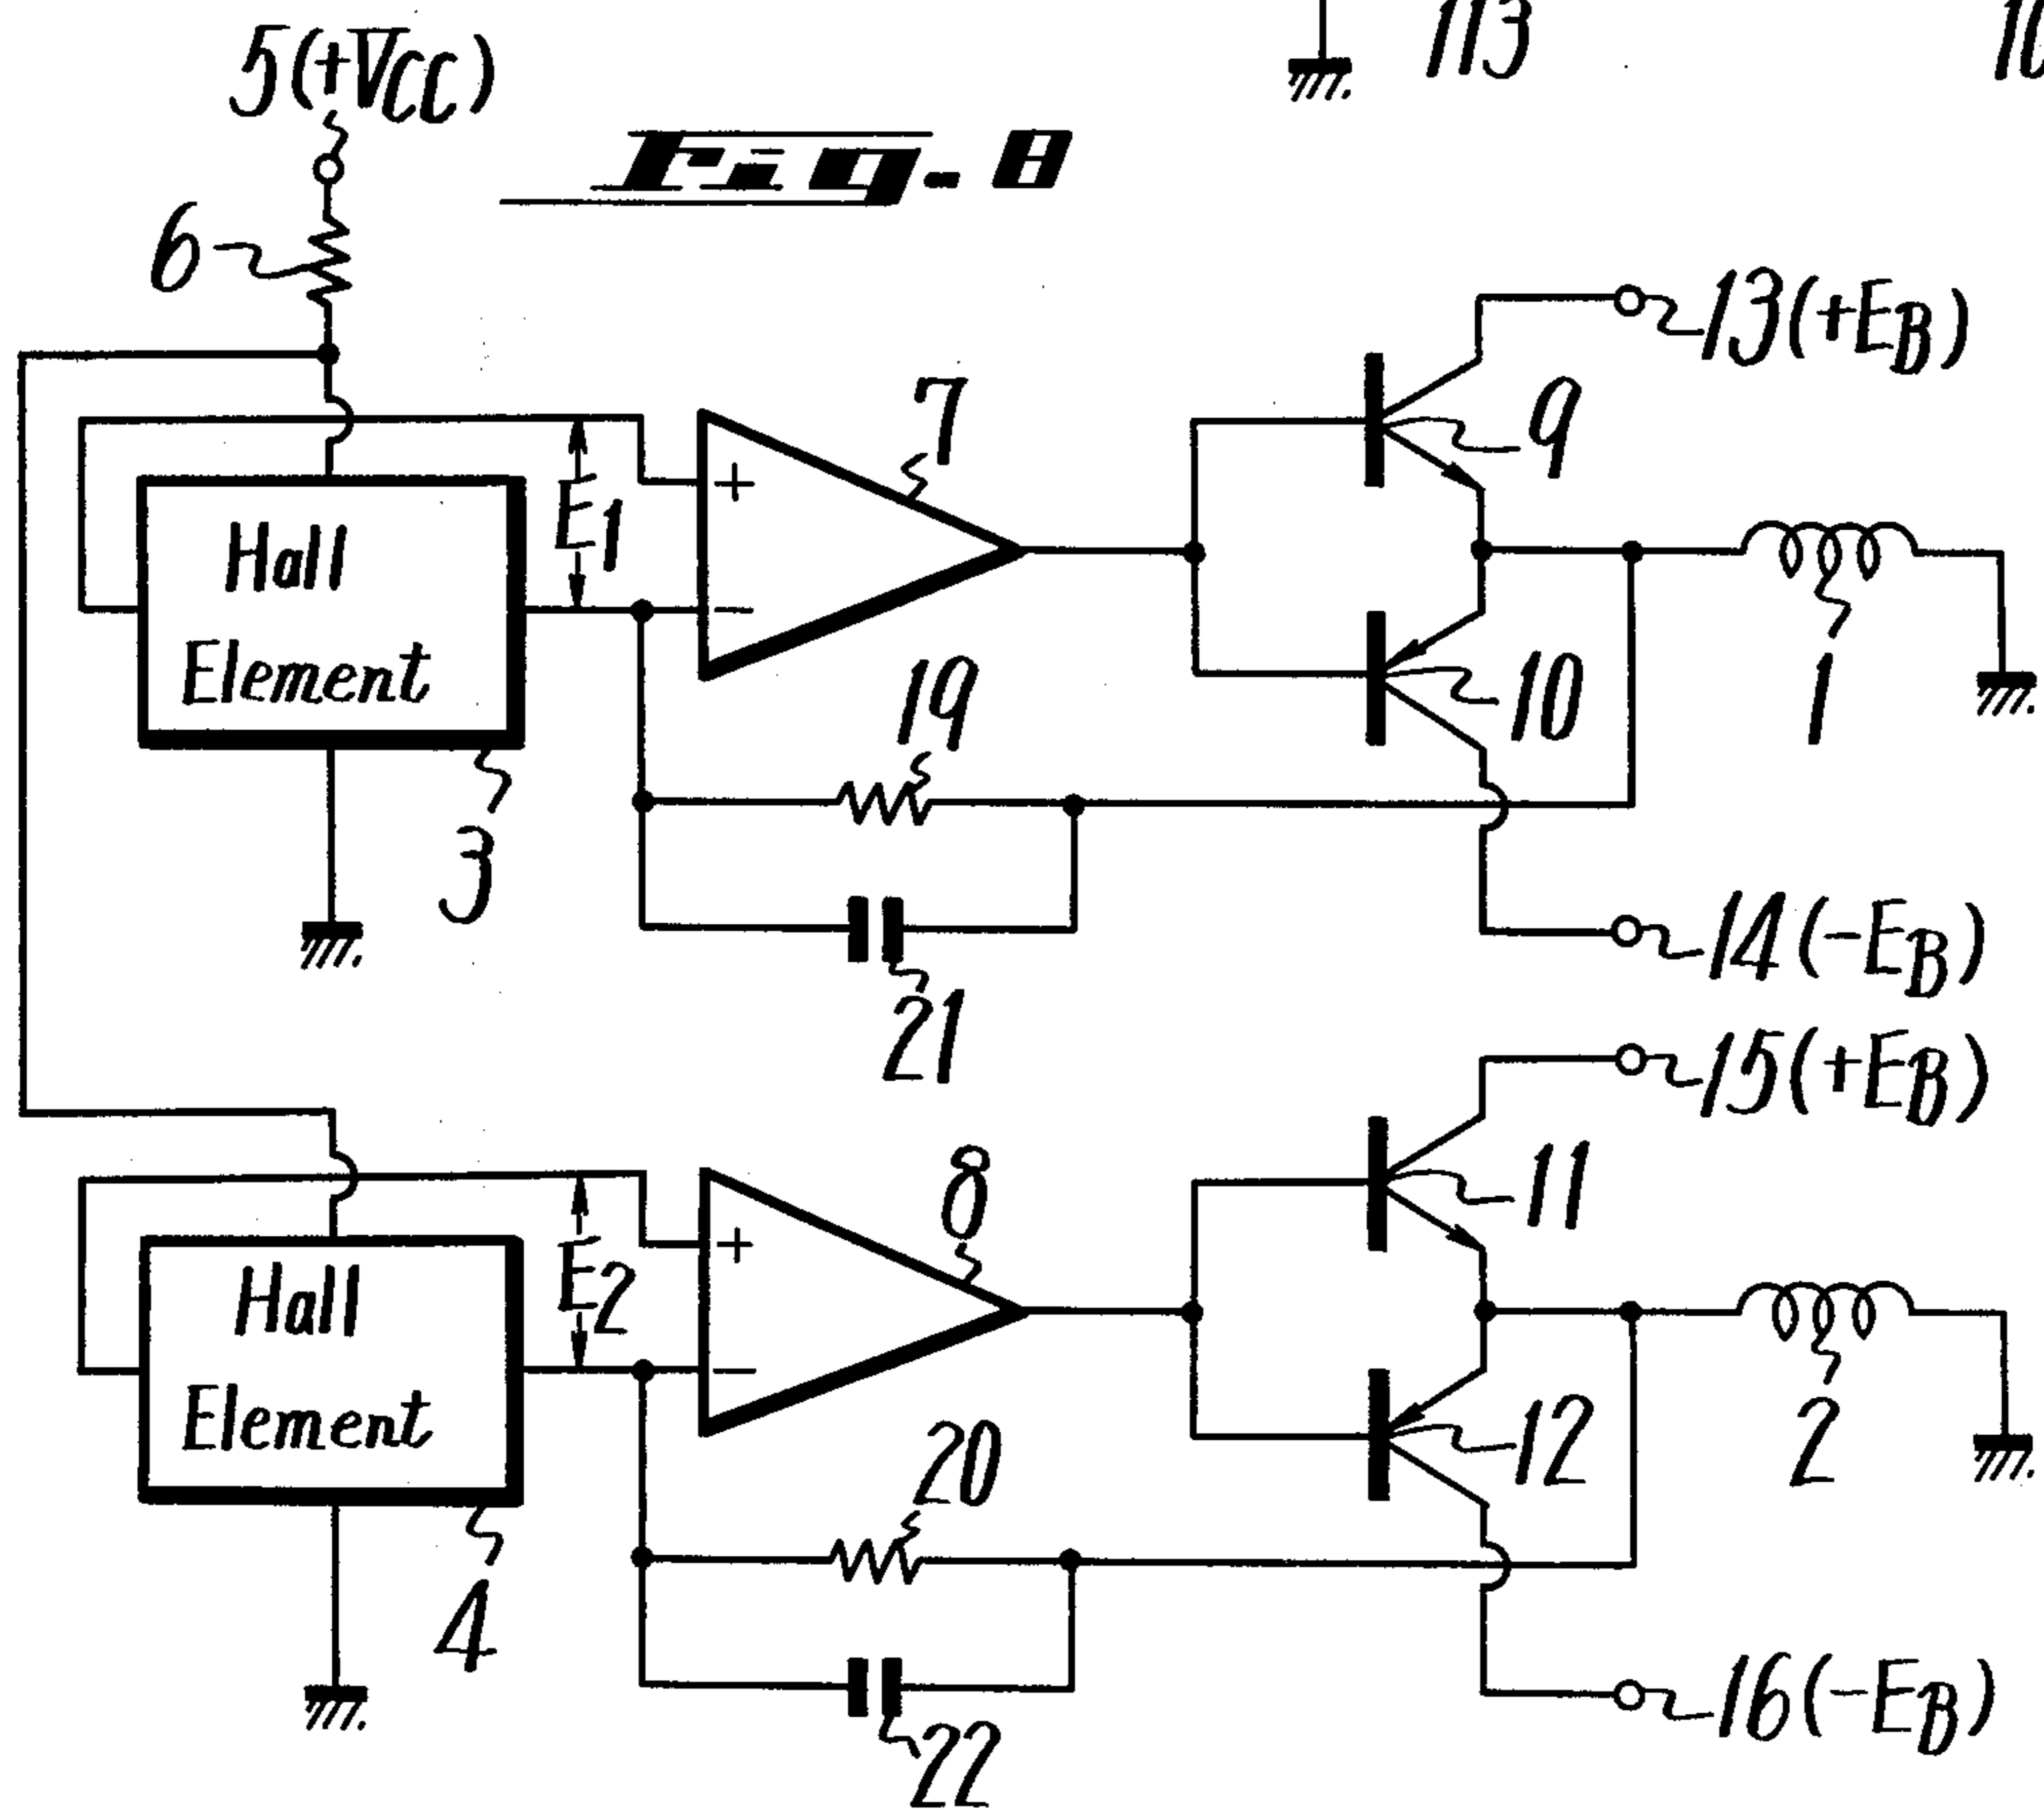 113
5(+VCC)
Fig. 8
6
13(+EB)
7
9
+
E1
Hall
Element
−
19
10
1
3
14(−EB)
21
15(+EB)
8
11
+
E2
Hall
Element
−
20
12
2
4
16(−EB)
22